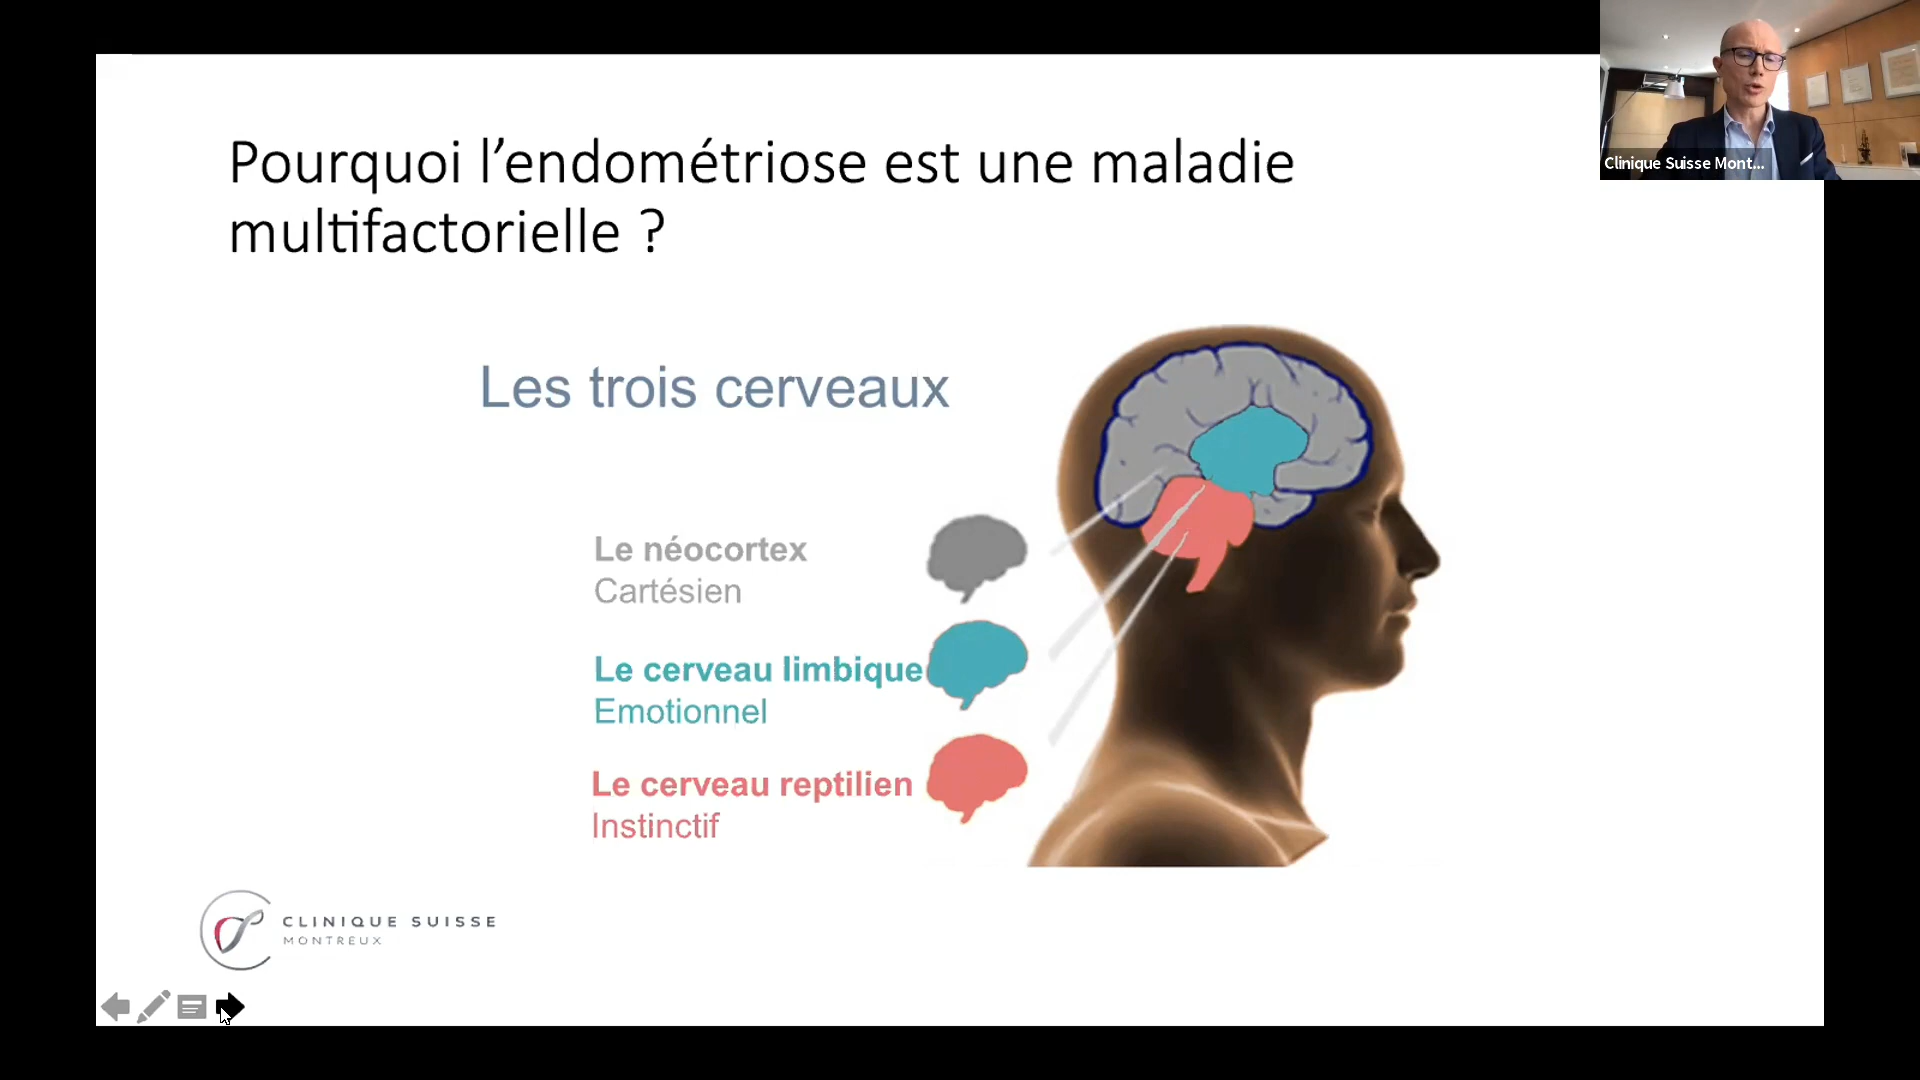 Pourquoi l’endométriose est une maladie
multifactorielle ?
Clinique Suisse Mont...
Les trois cerveaux
Le néocortex
Cartésien
Le cerveau limbique
Emotionnel
Le cerveau reptilien
Instinctif
CLINIQUE SUISSE
MONTREUX